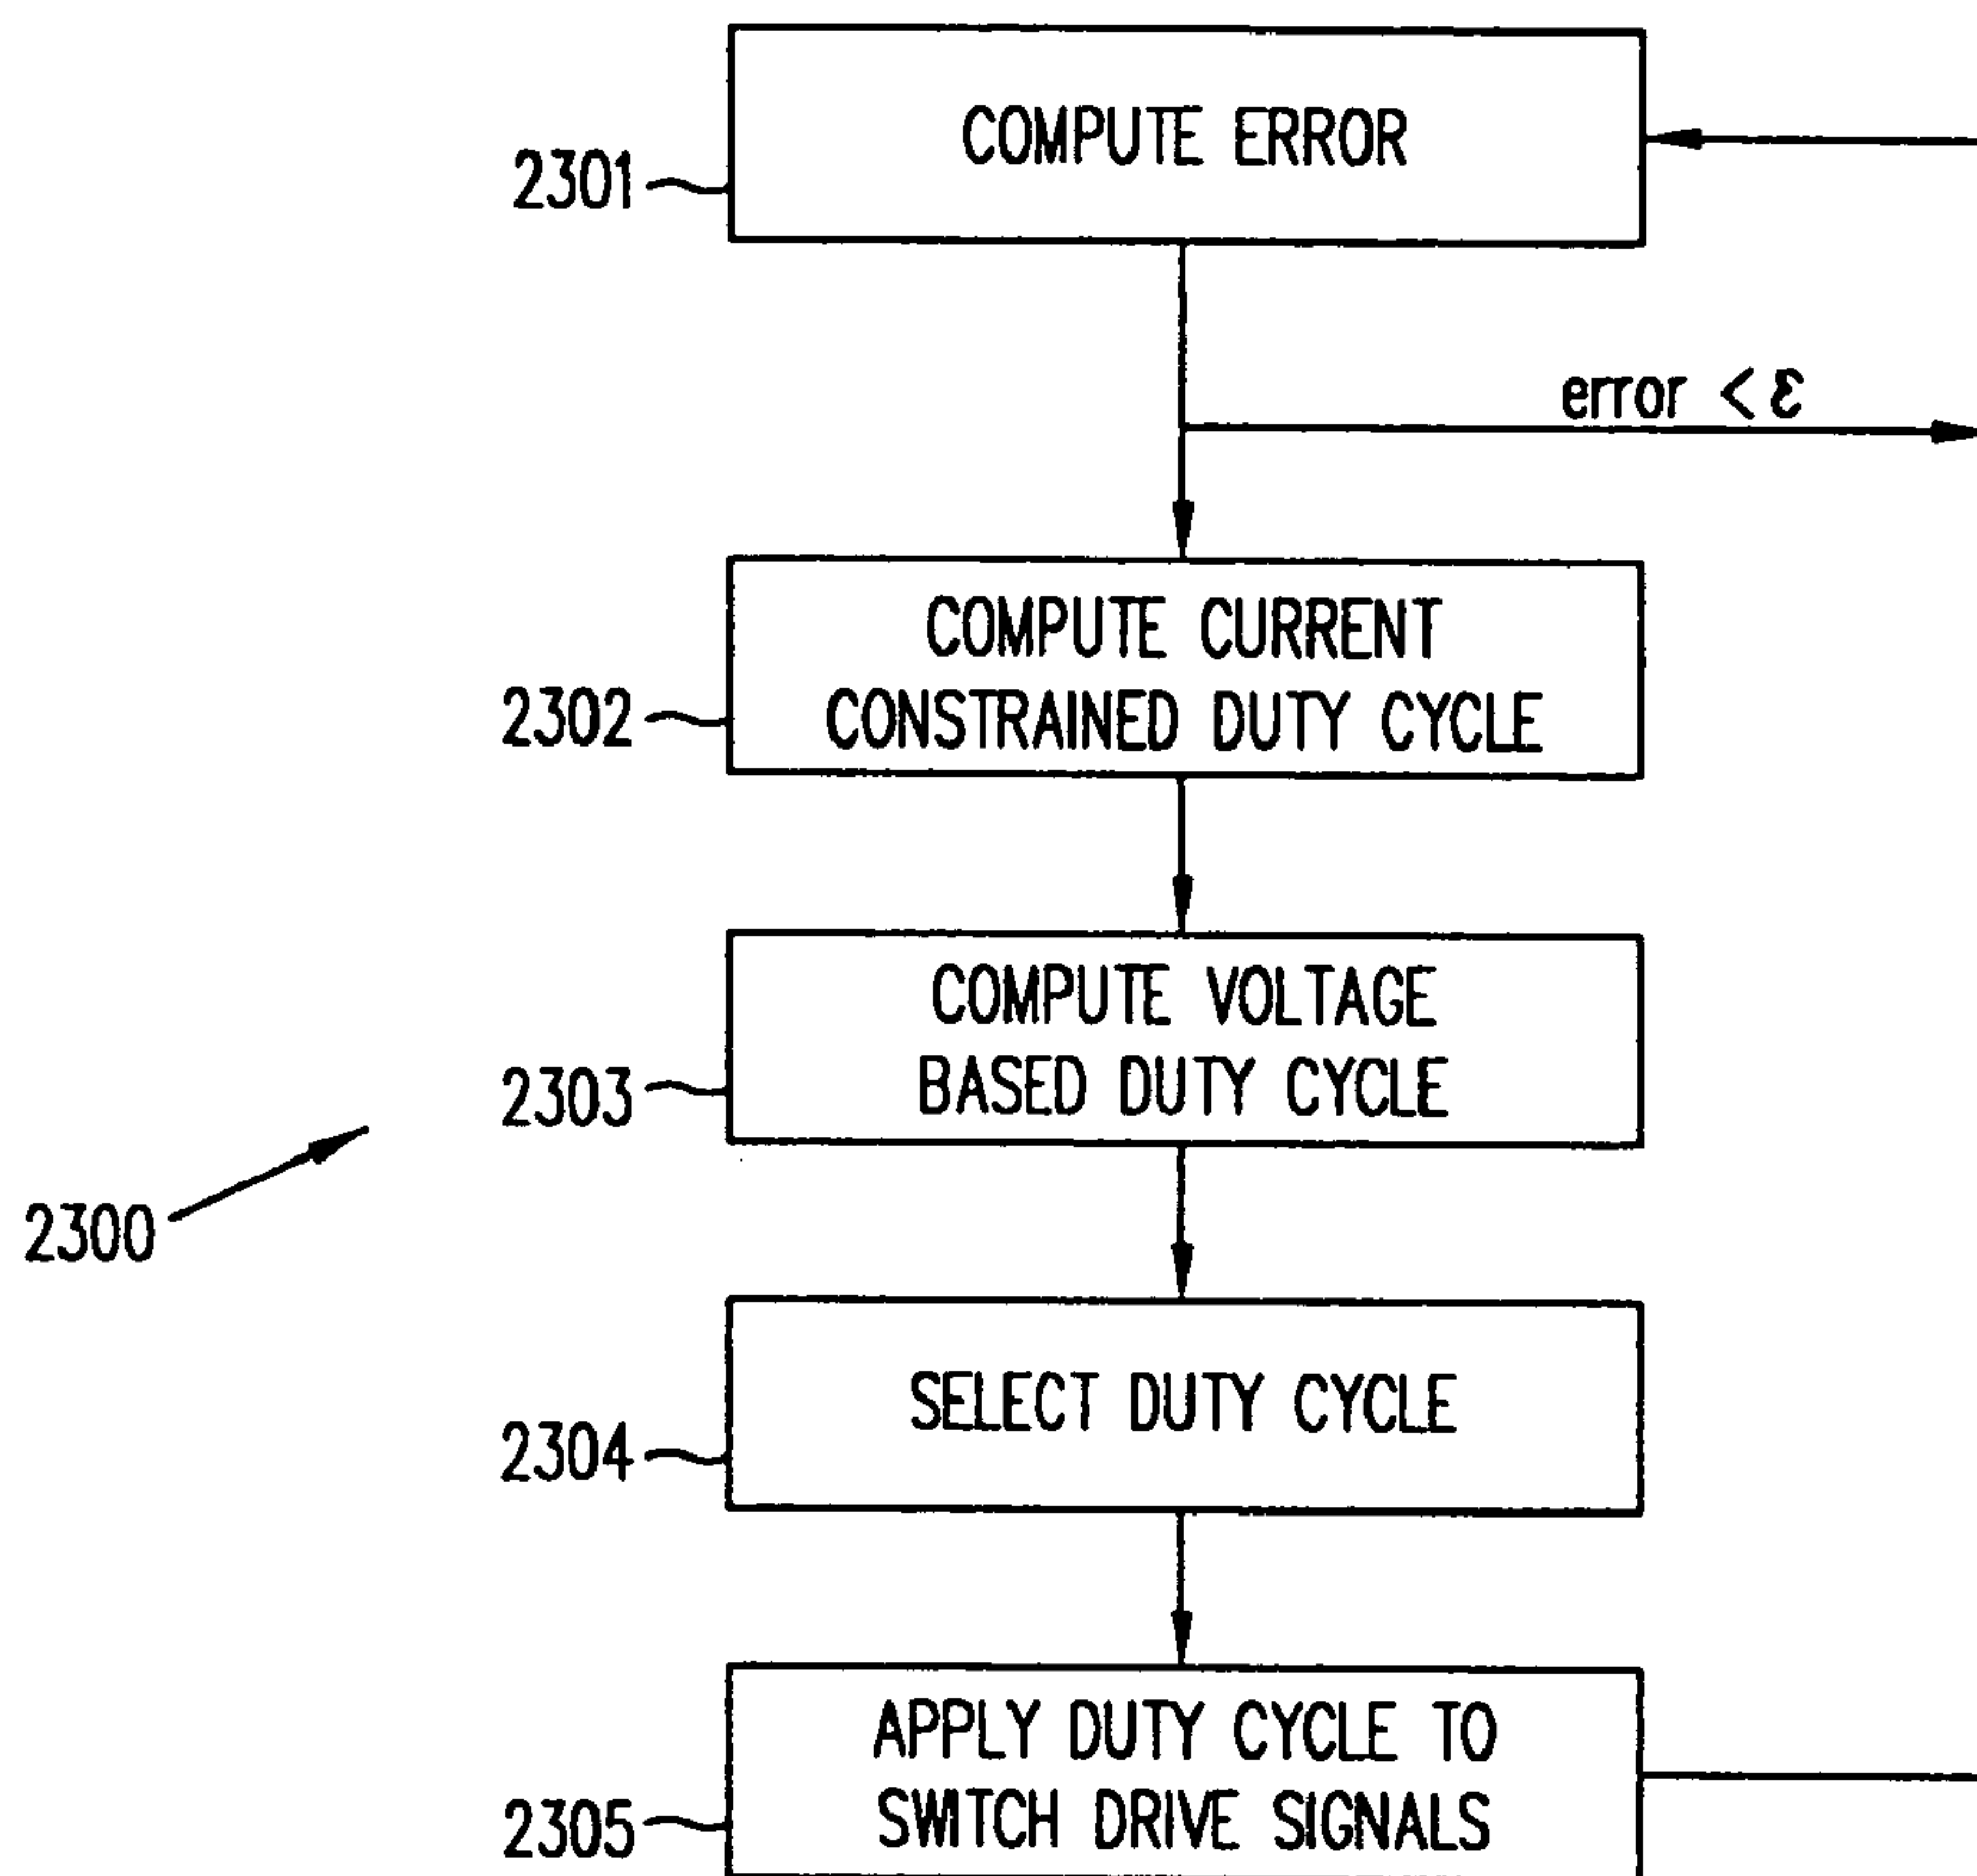 COMPUTE ERROR
2301
error < ε
COMPUTE CURRENT
CONSTRAINED DUTY CYCLE
2302
COMPUTE VOLTAGE
BASED DUTY CYCLE
2303
2300
SELECT DUTY CYCLE
2304
APPLY DUTY CYCLE TO
SWITCH DRIVE SIGNALS
2305